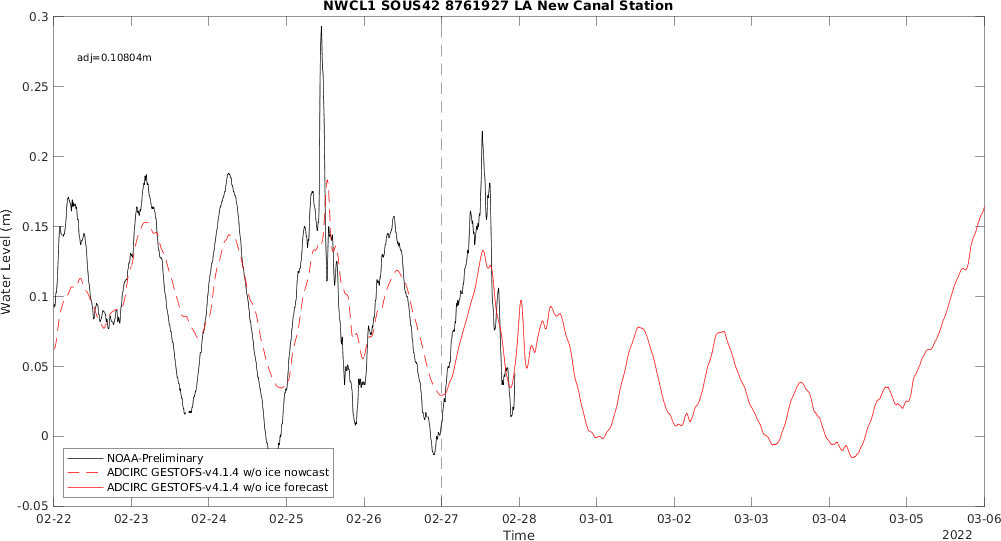 NWCL1 SOUS42 8761927 LA New Canal Station
adj=0.10804m
Water Level (m)
0.3
0.25
0.2
0.15
0.1
0.05
0
-0.05
NOAA-Preliminary
ADCIRC GESTOFS-v4.1.4 w/o ice nowcast
ADCIRC GESTOFS-v4.1.4 w/o ice forecast
02-22 02-23 02-24 02-25 02-26 02-27 02-28 03-01 03-02 03-03 03-04 03-05 03-06
Time
2022